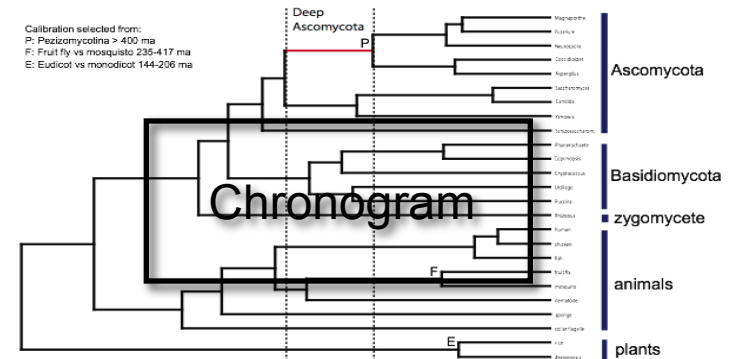 Deep
Ascomycota
Calibration selected from:
P: Pezizomycotina > 400 ma
F: Fruit fly vs mosquisto 235-417 ma
E: Eudicot vs monodicot 144-206 ma
P
Magnaporthe
Fusarium
Neurospora
Coccidioides
Aspergillus
Ascomycota
Saccharomyces
Candida
Yarrowia
Schizosaccharom.
Phanerochaete
Coprinopsis
Cryptococcus
Basidiomycota
Ustilago
Puccinia
Chronogram
Rhizopus
zygomycete
human
chicken
fish
F
fruitfly
mosquito
animals
nematode
sponge
E
rice
plants
Arabidopsis